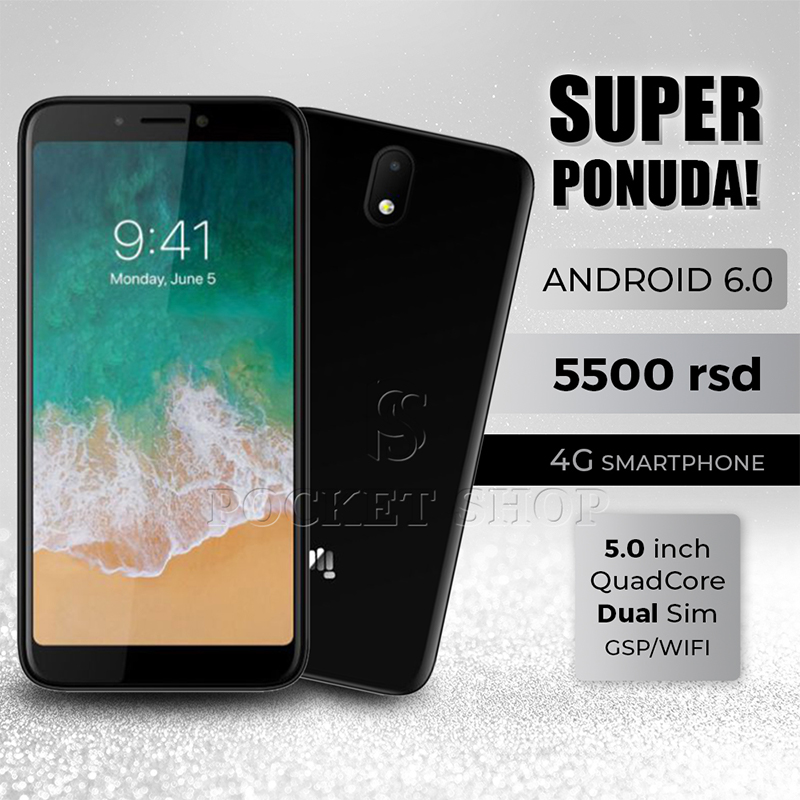 SUPER
PONUDA!
9:41
Monday, June 5
ANDROID 6.0
5500 rsd
4G SMARTPHONE
S
POCKET SHOP
5.0 inch
QuadCore
Dual Sim
GSP/WIFI